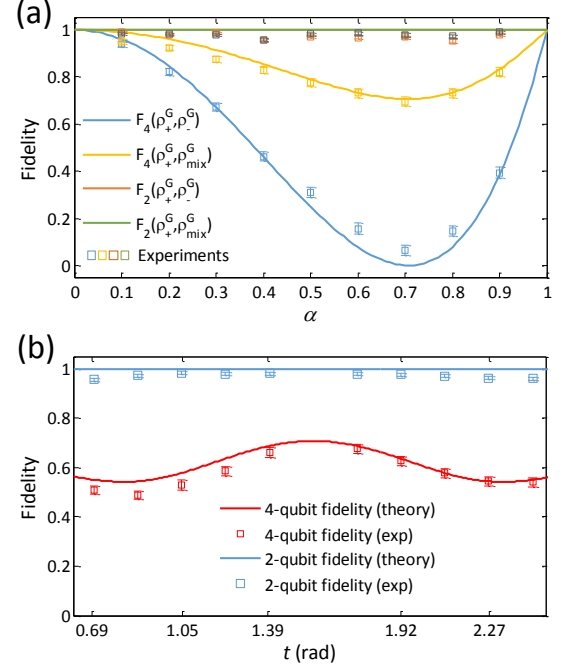 (a)
1
0.8
0.6
0.4
0.2
0
Fidelity
F₄(ρ₊ᴳ,ρ₋ᴳ)
F₄(ρ₊ᴳ,ρᴳmix)
F₂(ρ₊ᴳ,ρ₋ᴳ)
F₂(ρ₊ᴳ,ρᴳmix)
Experiments
0 0.1 0.2 0.3 0.4 0.5 0.6 0.7 0.8 0.9 1
α
(b)
1
0.8
0.6
0.4
0.2
0
Fidelity
4-qubit fidelity (theory)
4-qubit fidelity (exp)
2-qubit fidelity (theory)
2-qubit fidelity (exp)
0.69 1.05 1.39 1.92 2.27
t (rad)